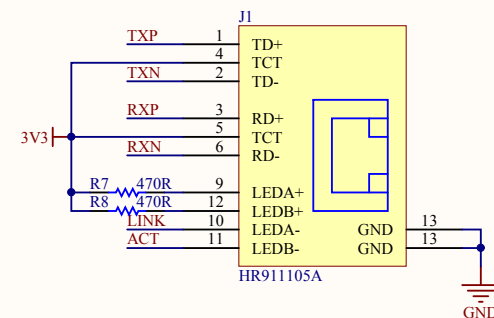 J1
TXP 1 TD+
4 TCT
TXN 2 TD-
RXP 3 RD+
3V3 5 TCT
RXN 6 RD-
R7 470R 9 LEDA+
R8 470R 12 LEDB+
LINK 10 LEDA- GND 13
ACT 11 LEDB- GND 13
HR911105A
GND